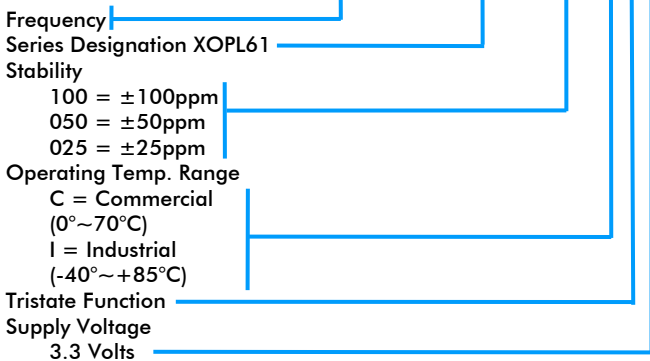 Frequency
Series Designation XOPL61
Stability
100 = ±100ppm
050 = ±50ppm
025 = ±25ppm
Operating Temp. Range
C = Commercial
(0°~70°C)
I = Industrial
(-40°~+85°C)
Tristate Function
Supply Voltage
3.3 Volts